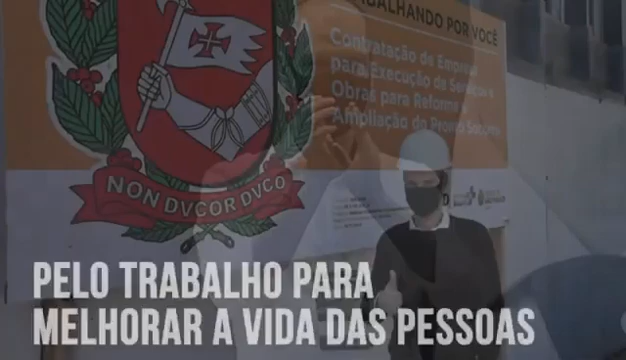 TRABALHANDO POR VOCÊ
Contratação de Empresa
para Execução de Serviços e
Obras para Reforma e
Ampliação do Pronto Socorro
NON DVCOR DVCO
PELO TRABALHO PARA
MELHORAR A VIDA DAS PESSOAS